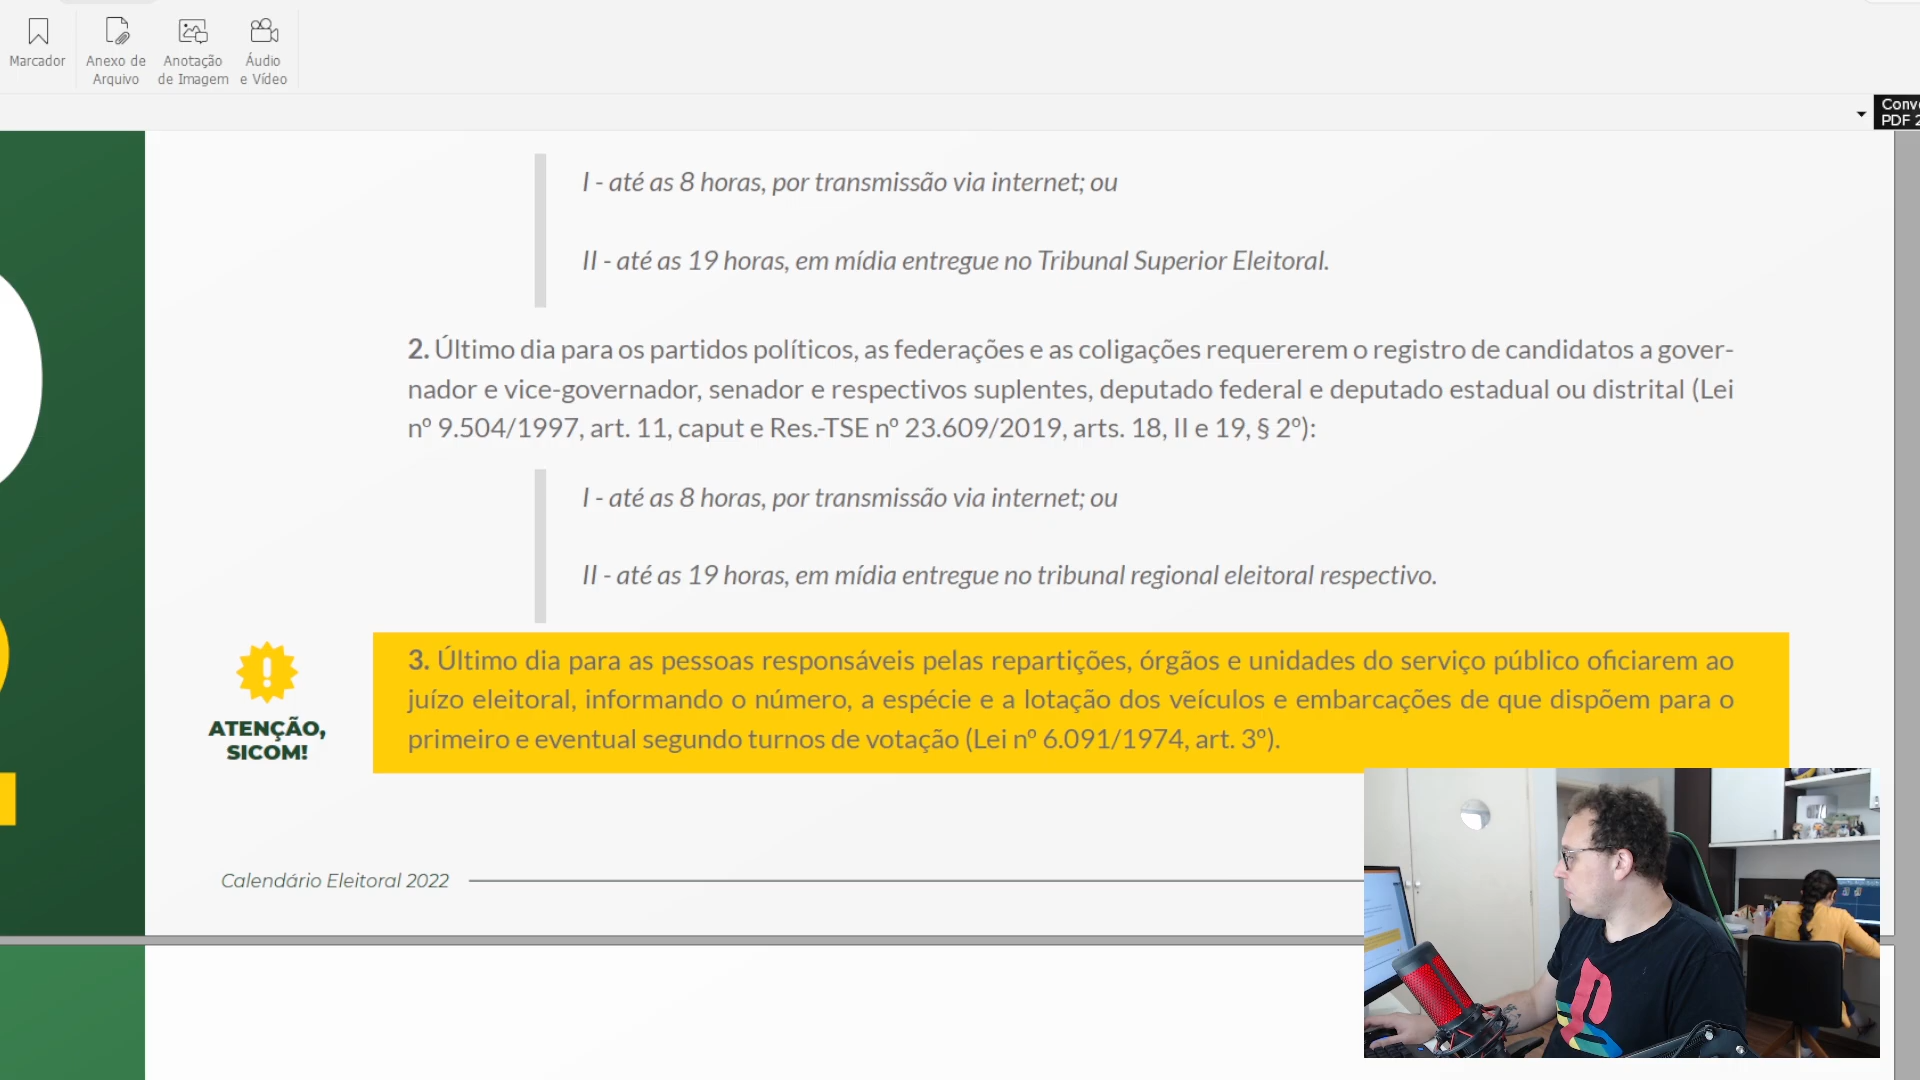 Marcador
Anexo de
Arquivo
Anotação
de Imagem
Áudio
e Vídeo
I - até as 8 horas, por transmissão via internet; ou
II - até as 19 horas, em mídia entregue no Tribunal Superior Eleitoral.
2. Último dia para os partidos políticos, as federações e as coligações requererem o registro de candidatos a gover-
nador e vice-governador, senador e respectivos suplentes, deputado federal e deputado estadual ou distrital (Lei
nº 9.504/1997, art. 11, caput e Res.-TSE nº 23.609/2019, arts. 18, II e 19, § 2º):
I - até as 8 horas, por transmissão via internet; ou
II - até as 19 horas, em mídia entregue no tribunal regional eleitoral respectivo.
ATENÇÃO,
SICOM!
3. Último dia para as pessoas responsáveis pelas repartições, órgãos e unidades do serviço público oficiarem ao
juízo eleitoral, informando o número, a espécie e a lotação dos veículos e embarcações de que dispõem para o
primeiro e eventual segundo turnos de votação (Lei nº 6.091/1974, art. 3º).
Calendário Eleitoral 2022